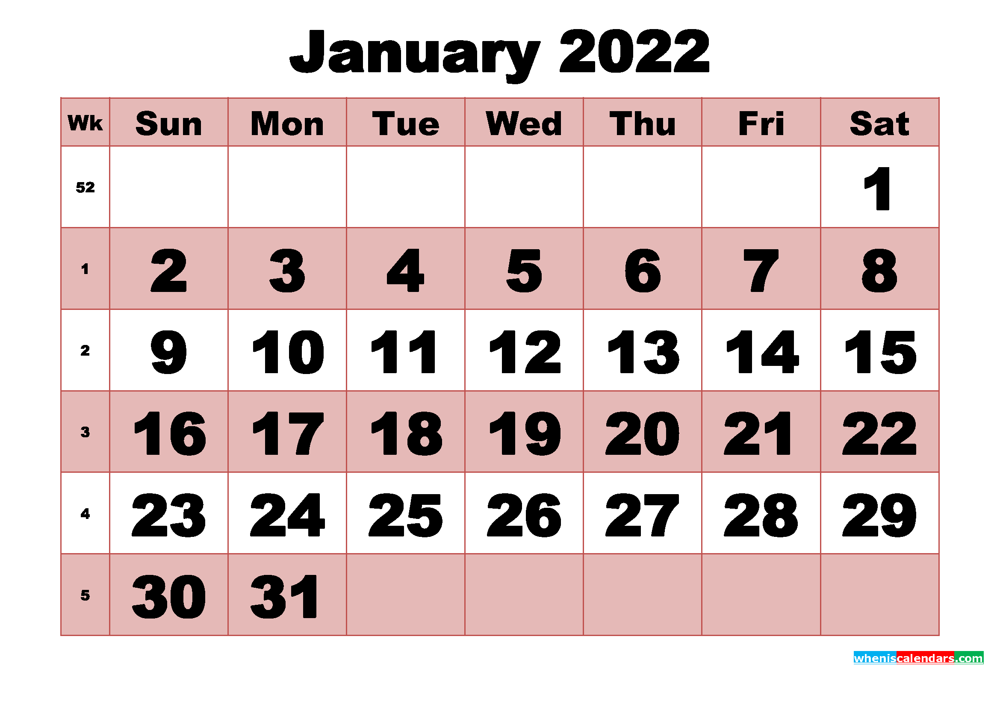 January 2022
Wk Sun Mon Tue Wed Thu Fri Sat
52 1
1 2 3 4 5 6 7 8
2 9 10 11 12 13 14 15
3 16 17 18 19 20 21 22
4 23 24 25 26 27 28 29
5 30 31
wheniscalendars.com